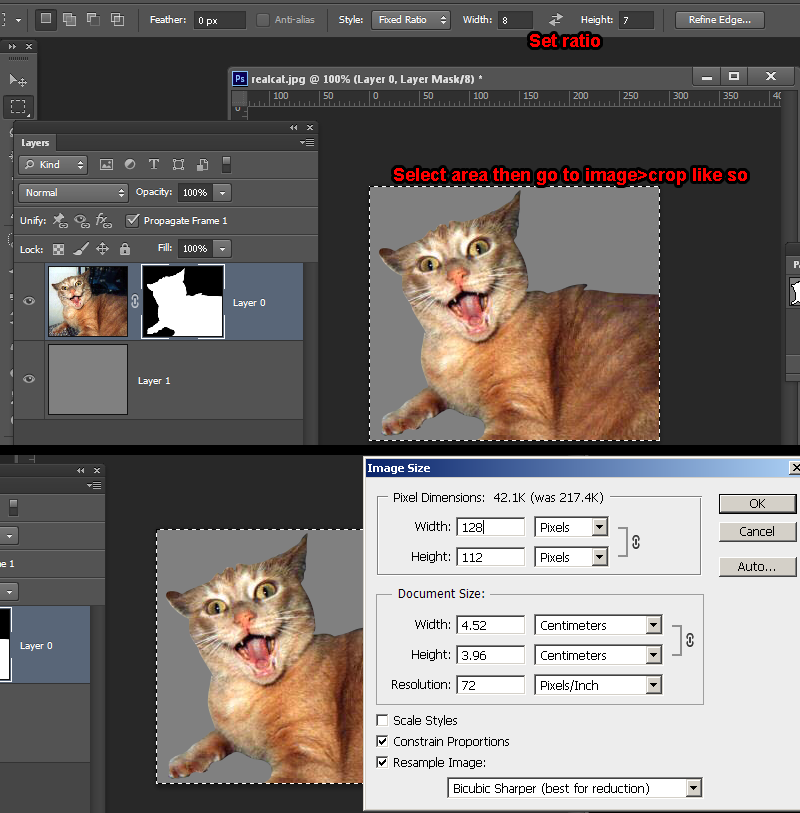 Feather: 0 px Anti-alias Style: Fixed Ratio Width: 8 Height: 7 Refine Edge...
Set ratio
Ps realcat.jpg @ 100% (Layer 0, Layer Mask/8) *
100 50 0 50 100 150 200 250 300 350
0
Layers
Kind T
Select area then go to image>crop like so
Normal Opacity: 100%
Unify: fx Propagate Frame 1
Lock: Fill: 100%
Layer 0
Layer 1
Image Size
Pixel Dimensions: 42.1K (was 217.4K)
OK
Width: 128 Pixels
Cancel
Height: 112 Pixels
Auto...
Document Size:
Width: 4.52 Centimeters
Height: 3.96 Centimeters
Resolution: 72 Pixels/Inch
Scale Styles
Constrain Proportions
Resample Image:
Bicubic Sharper (best for reduction)
e 1
Layer 0